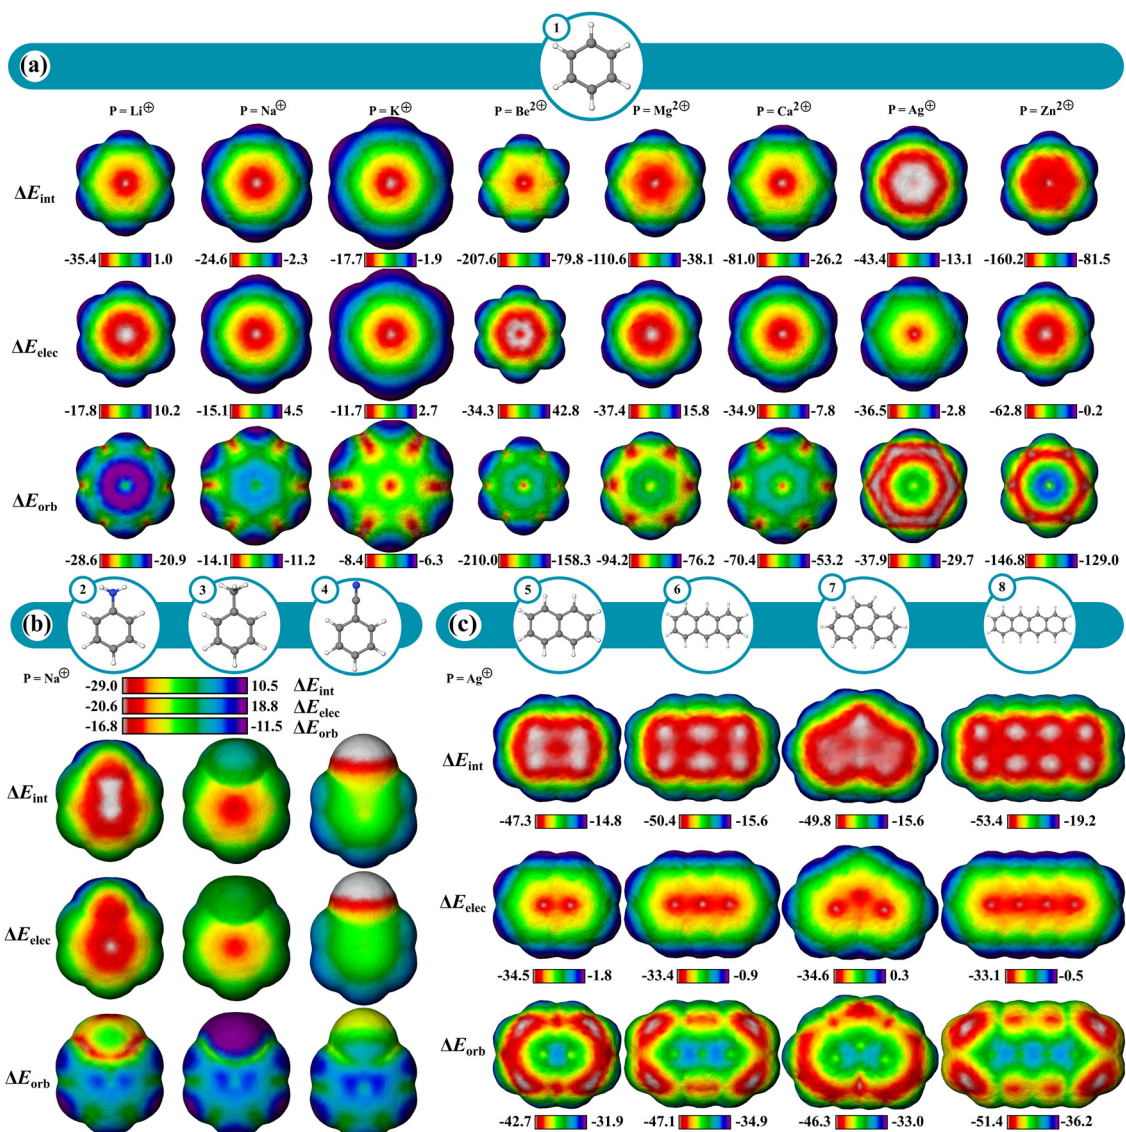 1
(a)
P = Li⊕ P = Na⊕ P = K⊕ P = Be2⊕ P = Mg2⊕ P = Ca2⊕ P = Ag⊕ P = Zn2⊕
ΔEint
-35.4 1.0 -24.6 -2.3 -17.7 -1.9 -207.6 -79.8 -110.6 -38.1 -81.0 -26.2 -43.4 -13.1 -160.2 -81.5
ΔEelec
-17.8 10.2 -15.1 4.5 -11.7 2.7 -34.3 42.8 -37.4 15.8 -34.9 -7.8 -36.5 -2.8 -62.8 -0.2
ΔEorb
-28.6 -20.9 -14.1 -11.2 -8.4 -6.3 -210.0 -158.3 -94.2 -76.2 -70.4 -53.2 -37.9 -29.7 -146.8 -129.0
(b)
2 3 4
P = Na⊕
-29.0 10.5 ΔEint
-20.6 18.8 ΔEelec
-16.8 -11.5 ΔEorb
ΔEint
ΔEelec
ΔEorb
(c)
5 6 7 8
P = Ag⊕
ΔEint
-47.3 -14.8 -50.4 -15.6 -49.8 -15.6 -53.4 -19.2
ΔEelec
-34.5 -1.8 -33.4 -0.9 -34.6 0.3 -33.1 -0.5
ΔEorb
-42.7 -31.9 -47.1 -34.9 -46.3 -33.0 -51.4 -36.2